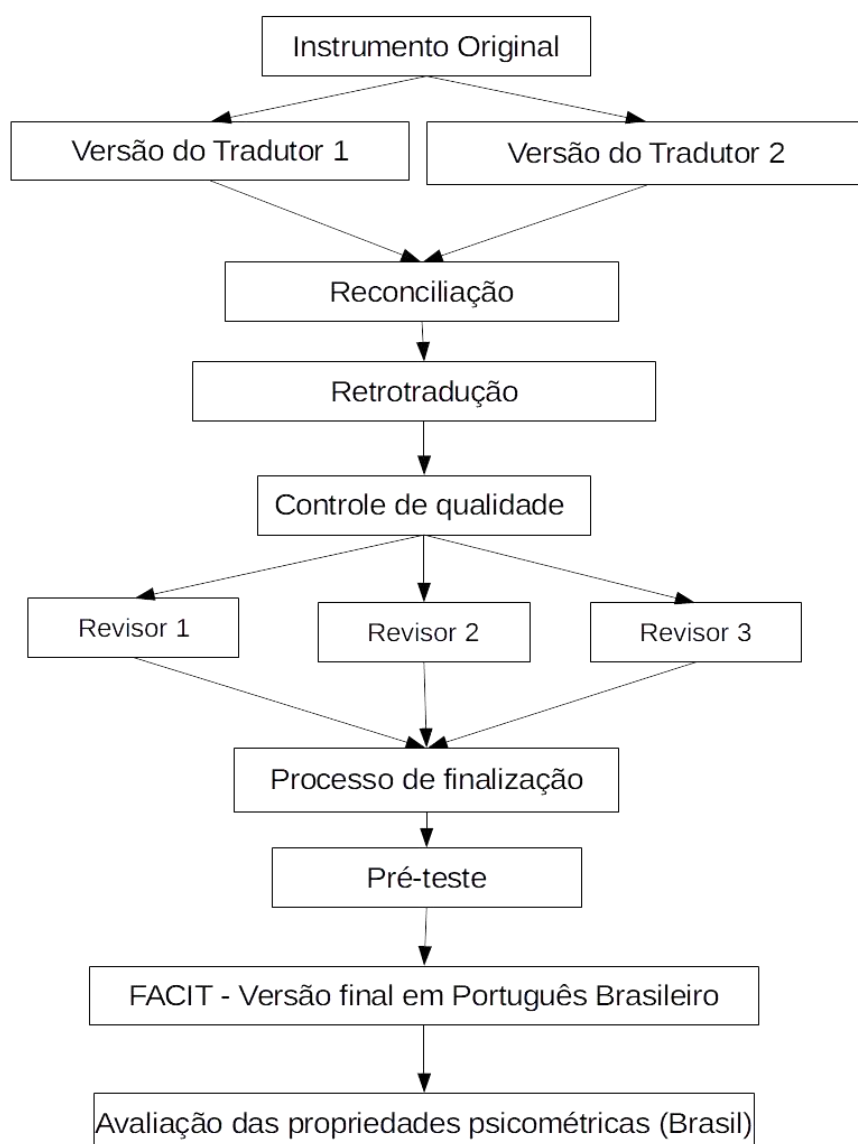 Instrumento Original
Versão do Tradutor 1
Versão do Tradutor 2
Reconciliação
Retrotradução
Controle de qualidade
Revisor 1
Revisor 2
Revisor 3
Processo de finalização
Pré-teste
FACIT - Versão final em Português Brasileiro
Avaliação das propriedades psicométricas (Brasil)